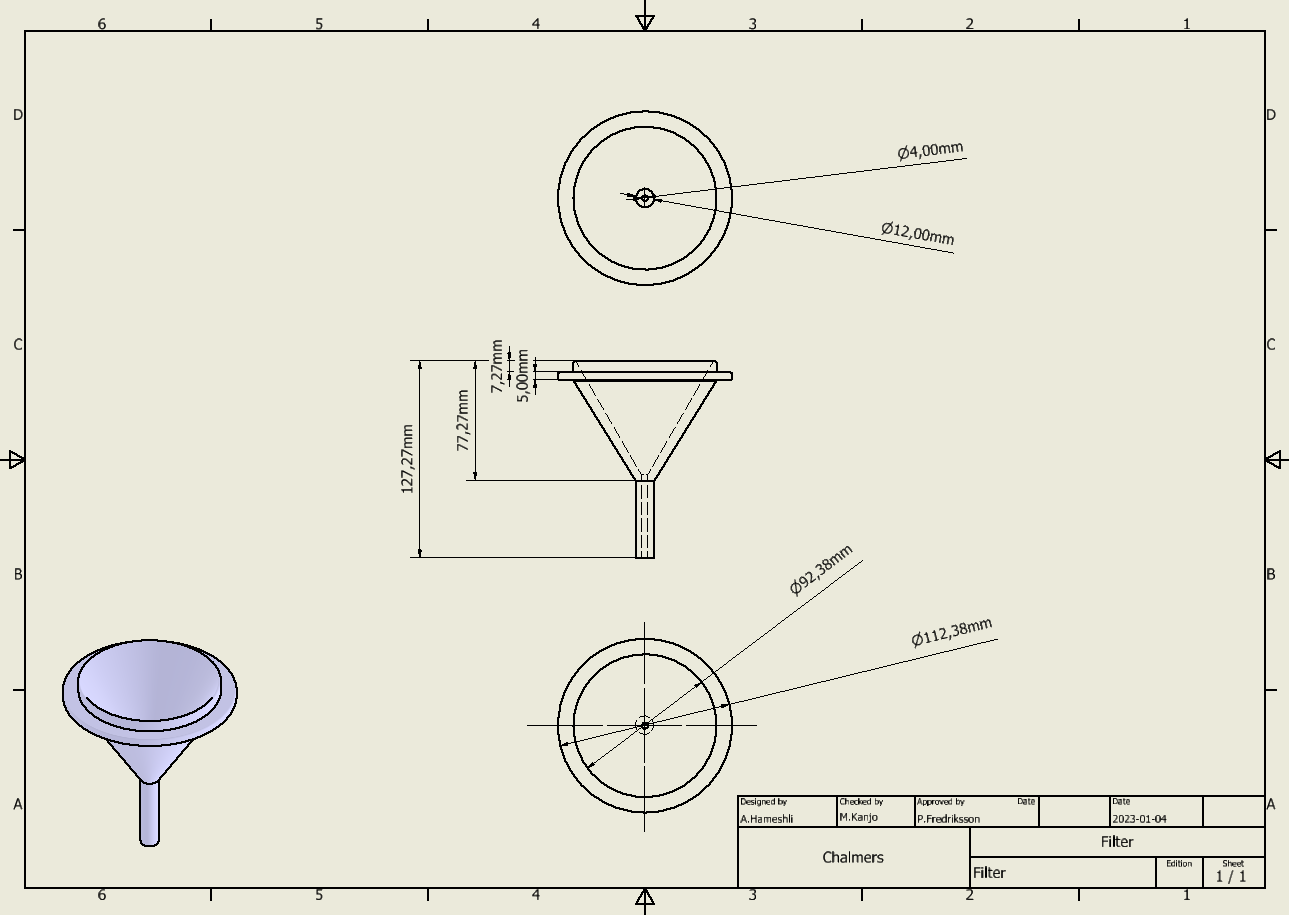 6 5 4 3 2 1
D D
Ø4,00mm
Ø12,00mm
C C
7,27mm
5,00mm
77,27mm
127,27mm
B B
Ø92,38mm
Ø112,38mm
A A
Designed by Checked by Approved by Date Date
A.Hameshli M.Kanjo P.Fredriksson 2023-01-04
Chalmers
Filter
Filter
Edition Sheet
1 / 1
6 5 4 3 2 1